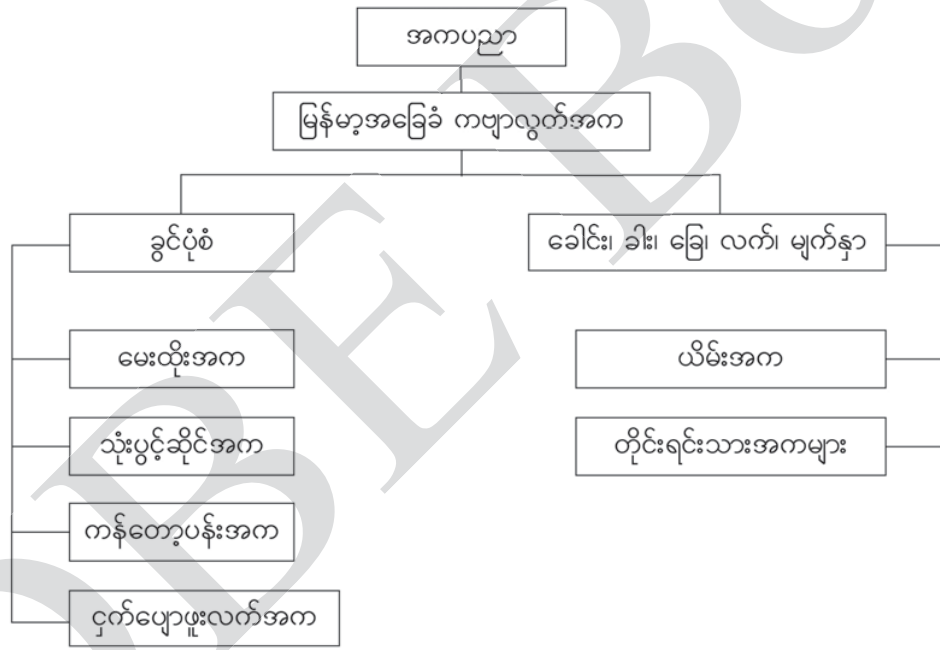 အကပညာ
မြန်မာ့အခြေခံ ကဗျာလွတ်အက
ခွင်ပုံစံ
ခေါင်း၊ ခါး၊ ခြေ၊ လက်၊ မျက်နှာ
မေးထိုးအက
ယိမ်းအက
သုံးပွင့်ဆိုင်အက
တိုင်းရင်းသားအကများ
ကန်တော့ပန်းအက
ငှက်ပျောဖူးလက်အက